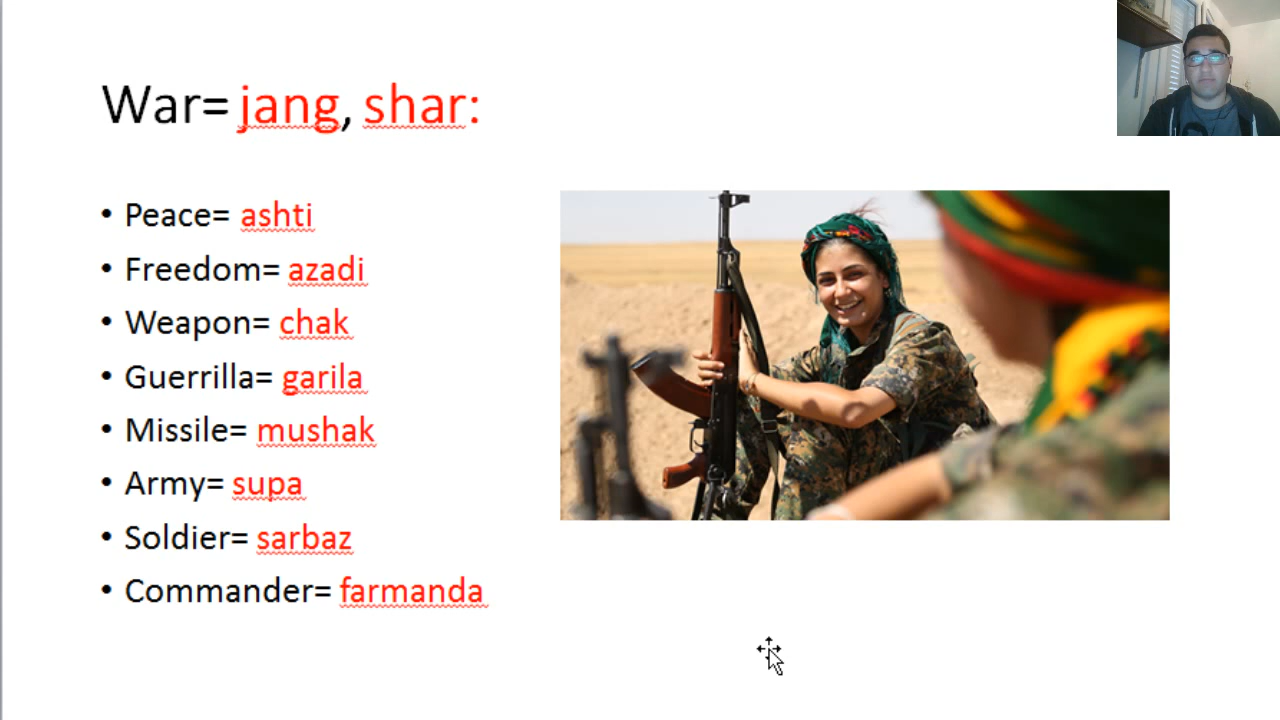 War= jang, shar:
• Peace= ashti
• Freedom= azadi
• Weapon= chak
• Guerrilla= garila
• Missile= mushak
• Army= supa
• Soldier= sarbaz
• Commander= farmanda